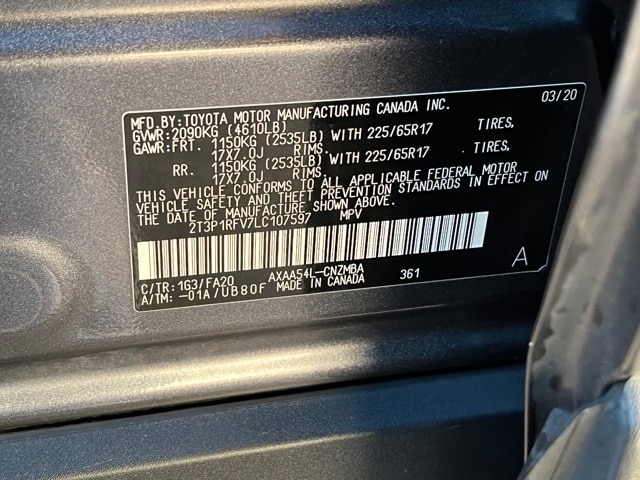 MFD.BY:TOYOTA MOTOR MANUFACTURING CANADA INC. 03/20
GVWR:2090KG (4610LB)
GAWR:FRT. 1150KG (2535LB) WITH 225/65R17 TIRES,
17X7.0J RIMS.
RR. 1150KG (2535LB) WITH 225/65R17 TIRES,
17X7.0J RIMS.
THIS VEHICLE CONFORMS TO ALL APPLICABLE FEDERAL MOTOR
VEHICLE SAFETY AND THEFT PREVENTION STANDARDS IN EFFECT ON
THE DATE OF MANUFACTURE SHOWN ABOVE.
2T3P1RFV7LC107597 MPV
C/TR:1G3/FA20 AXAA54L-CNZMBA 361 A
A/TM:-01A/UB80F MADE IN CANADA